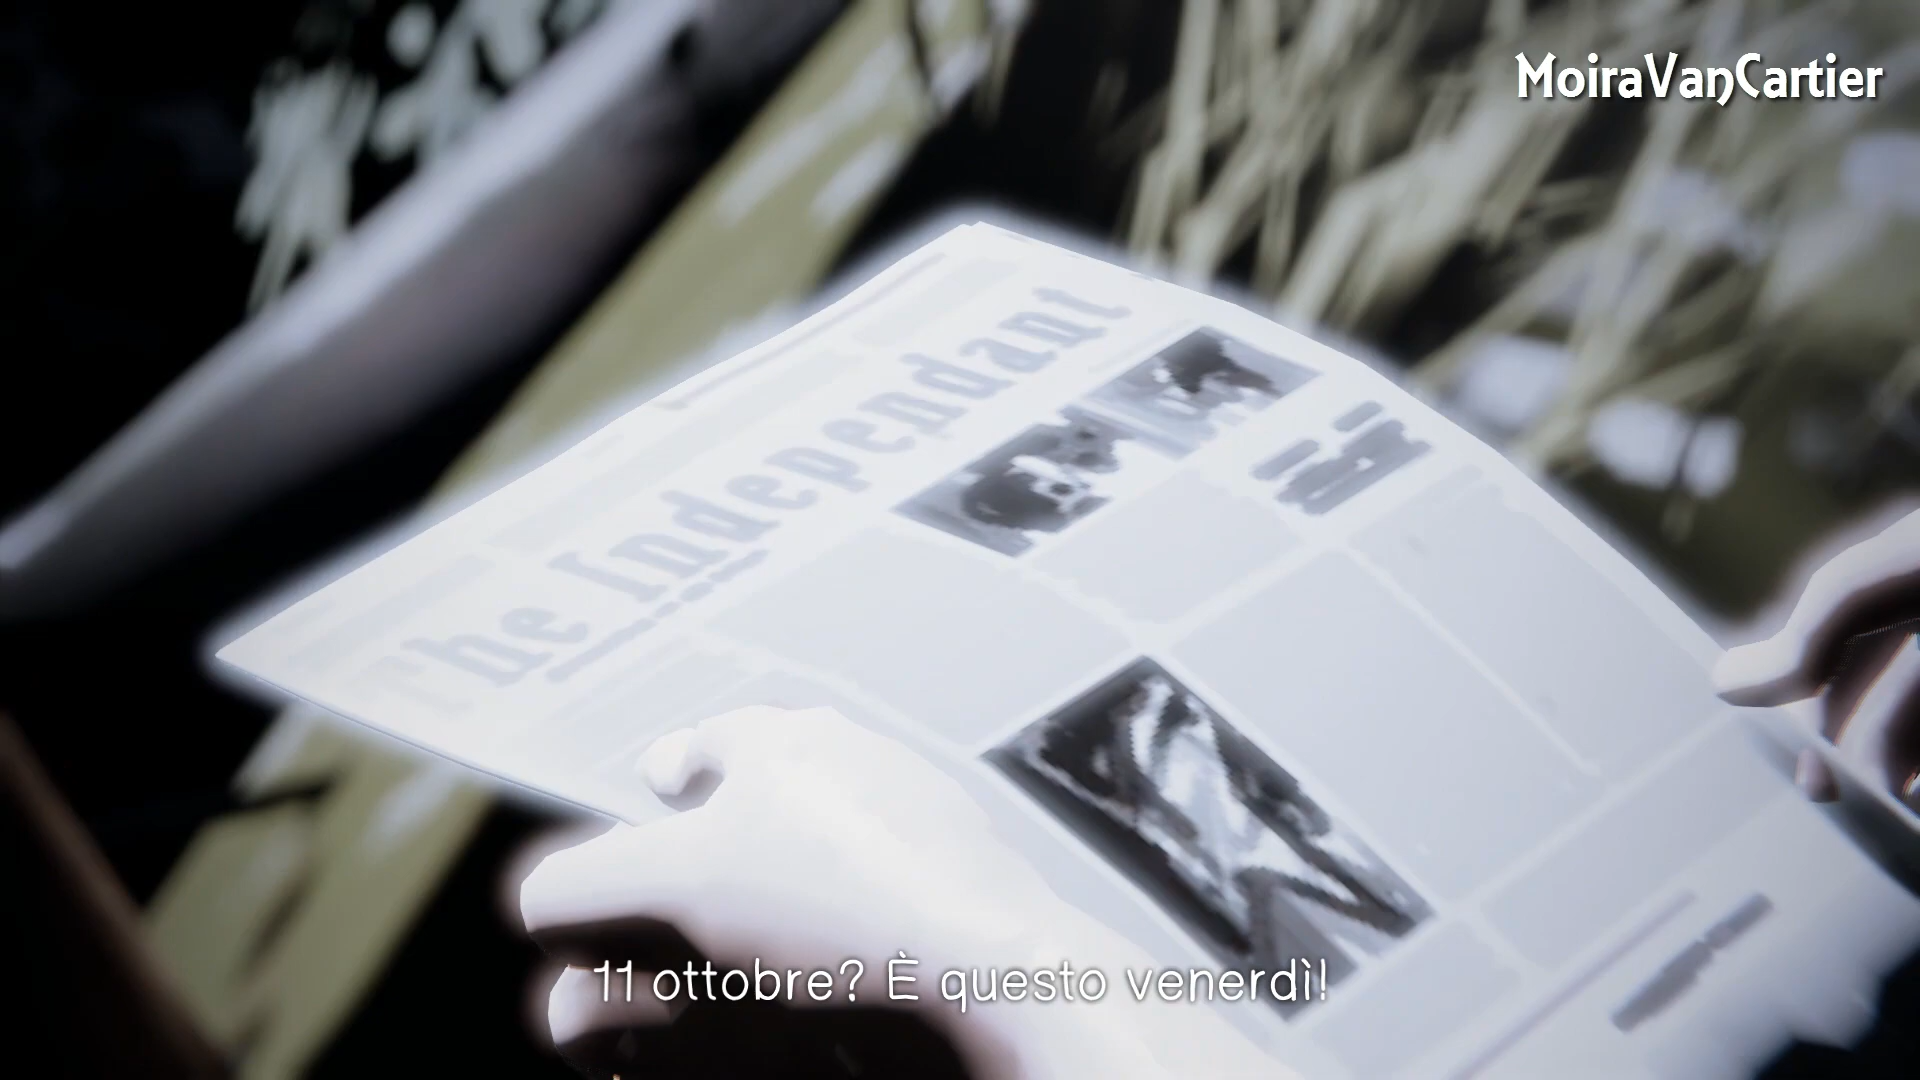 MoiraVanCartier
The Independant
11 ottobre? È questo venerdì!